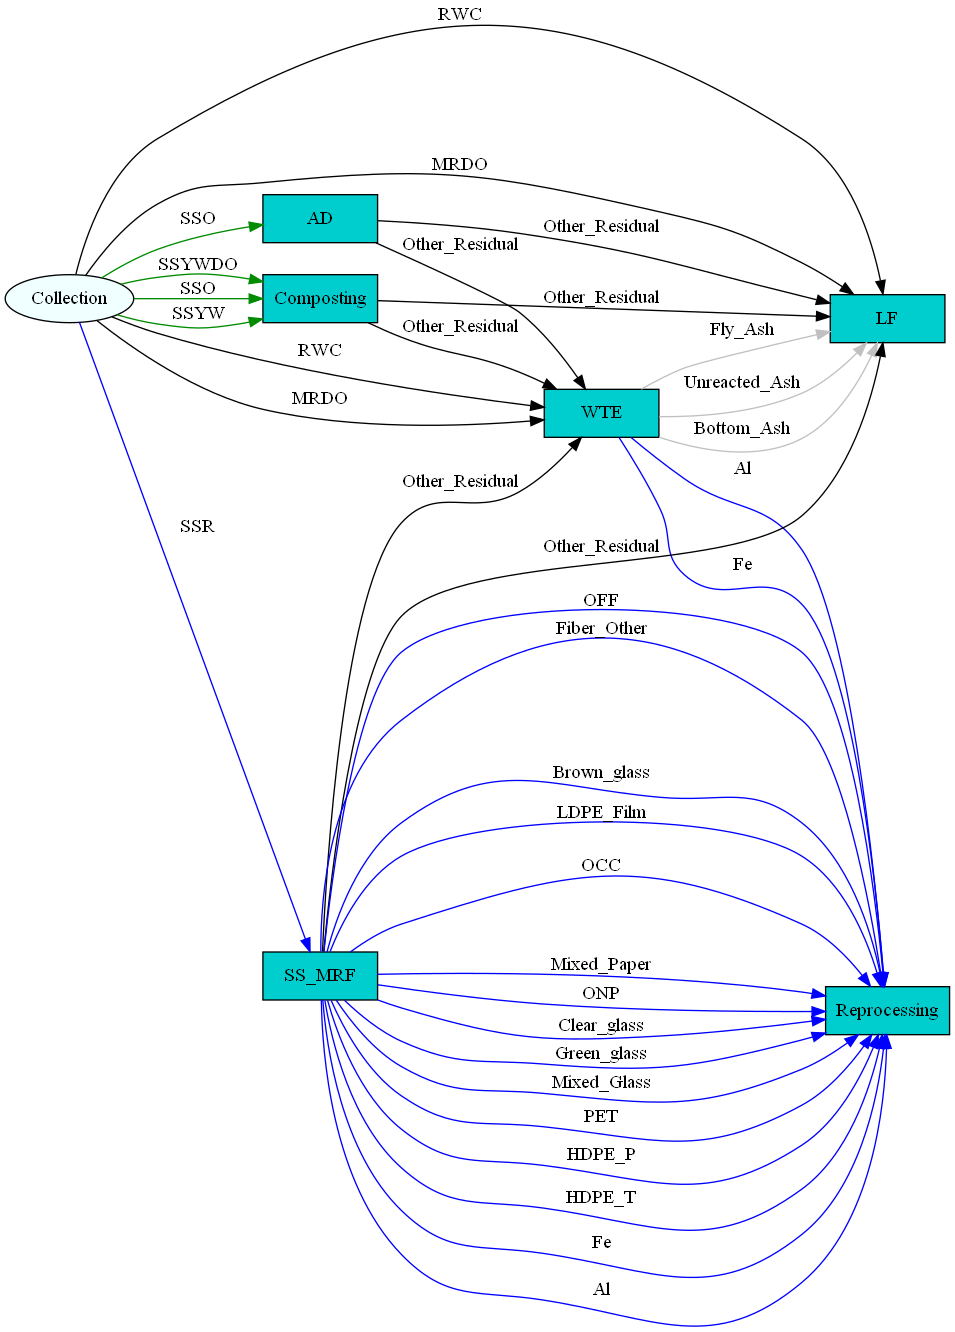 RWC
MRDO
SSO
AD
Other_Residual
Other_Residual
SSYWDO
SSO
SSYW
Collection
Composting
Other_Residual
Other_Residual
LF
Fly_Ash
RWC
MRDO
WTE
Unreacted_Ash
Bottom_Ash
Al
Other_Residual
SSR
Other_Residual
Fe
OFF
Fiber_Other
Brown_glass
LDPE_Film
OCC
SS_MRF
Mixed_Paper
ONP
Reprocessing
Clear_glass
Green_glass
Mixed_Glass
PET
HDPE_P
HDPE_T
Fe
Al